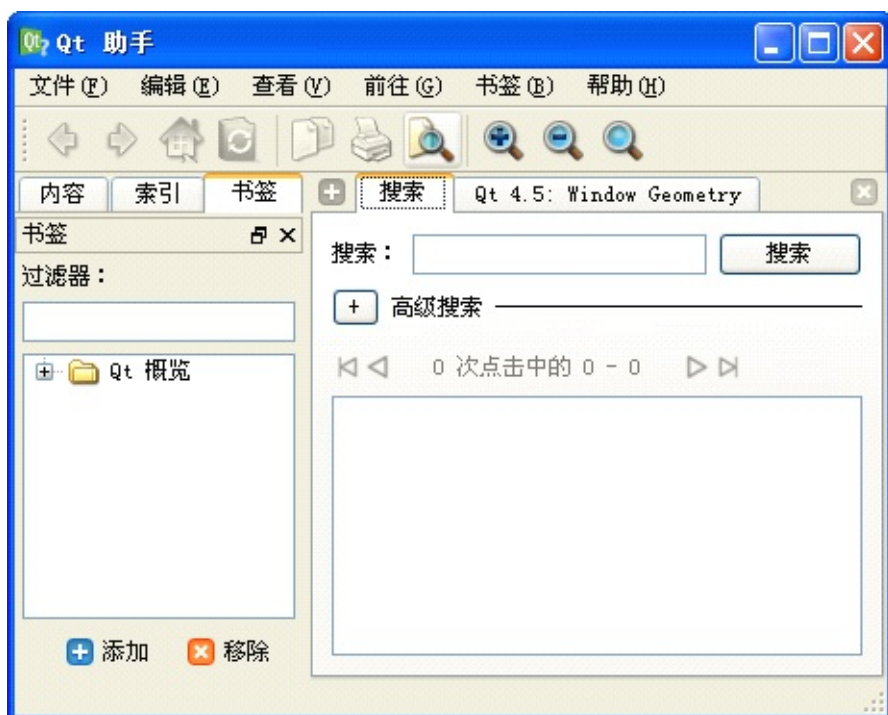 Qt 助手
文件(F) 编辑(E) 查看(V) 前往(G) 书签(B) 帮助(H)
内容 索引 书签 搜索 Qt 4.5: Window Geometry
书签
搜索： 搜索
过滤器：
+ 高级搜索
Qt 概览
0 次点击中的 0 - 0
添加 移除